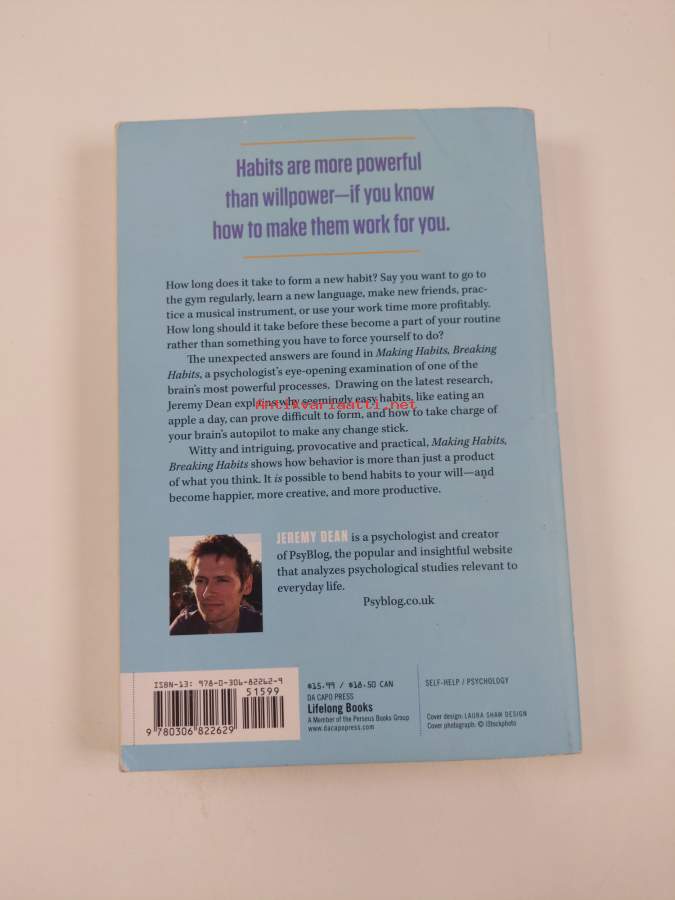 Habits are more powerful
than willpower—if you know
how to make them work for you.
How long does it take to form a new habit? Say you want to go to
the gym regularly, learn a new language, make new friends, prac-
tice a musical instrument, or use your work time more profitably.
How long should it take before these become a part of your routine
rather than something you have to force yourself to do?
The unexpected answers are found in Making Habits, Breaking
Habits, a psychologist's eye-opening examination of one of the
brain's most powerful processes. Drawing on the latest research,
Jeremy Dean explains why seemingly easy habits, like eating an
Antikvariaatti.net
apple a day, can prove difficult to form, and how to take charge of
your brain's autopilot to make any change stick.
Witty and intriguing, provocative and practical, Making Habits,
Breaking Habits shows how behavior is more than just a product
of what you think. It is possible to bend habits to your will—and
become happier, more creative, and more productive.
JEREMY DEAN is a psychologist and creator
of PsyBlog, the popular and insightful website
that analyzes psychological studies relevant to
everyday life.
Psyblog.co.uk
ISBN-13: 978-0-306-82262-9
51599
9 780306 822629
$15.99 / $18.50 CAN
DA CAPO PRESS
Lifelong Books
A Member of the Perseus Books Group
www.dacapopress.com
SELF-HELP / PSYCHOLOGY
Cover design: LAURA SHAW DESIGN
Cover photograph: © iStockphoto